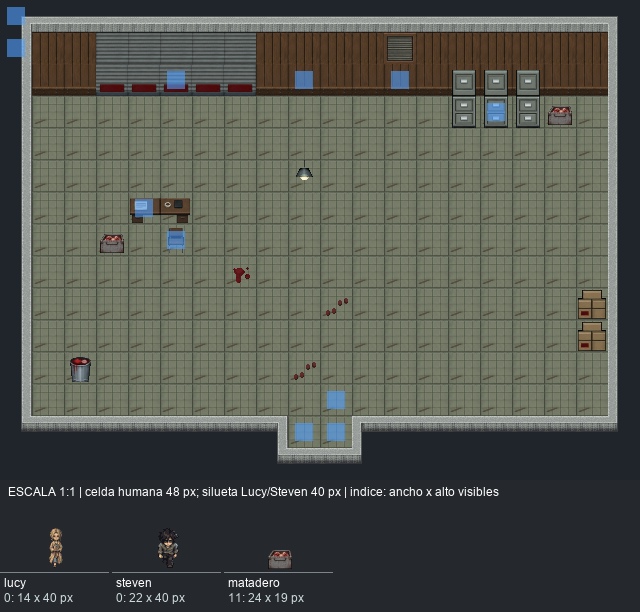 ESCALA 1:1 | celda humana 48 px; silueta Lucy/Steven 40 px | indice: ancho x alto visibles
lucy
0: 14 x 40 px
steven
0: 22 x 40 px
matadero
11: 24 x 19 px